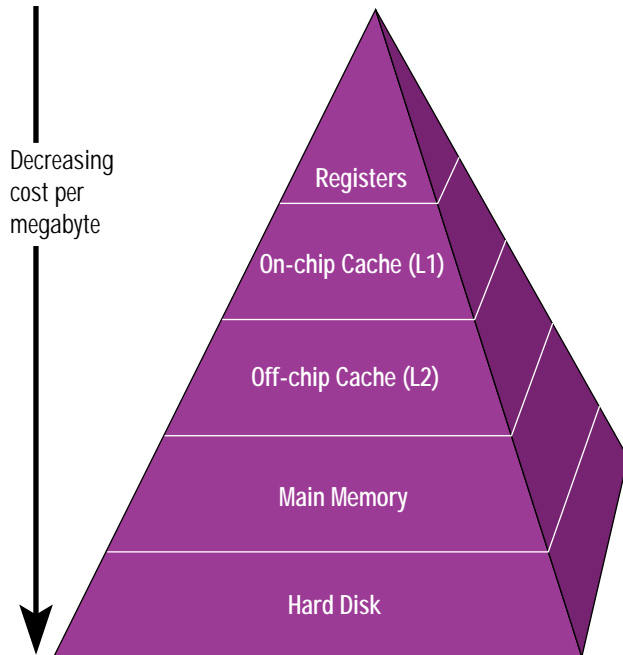 Decreasing
cost per
megabyte
Registers
On-chip Cache (L1)
Off-chip Cache (L2)
Main Memory
Hard Disk